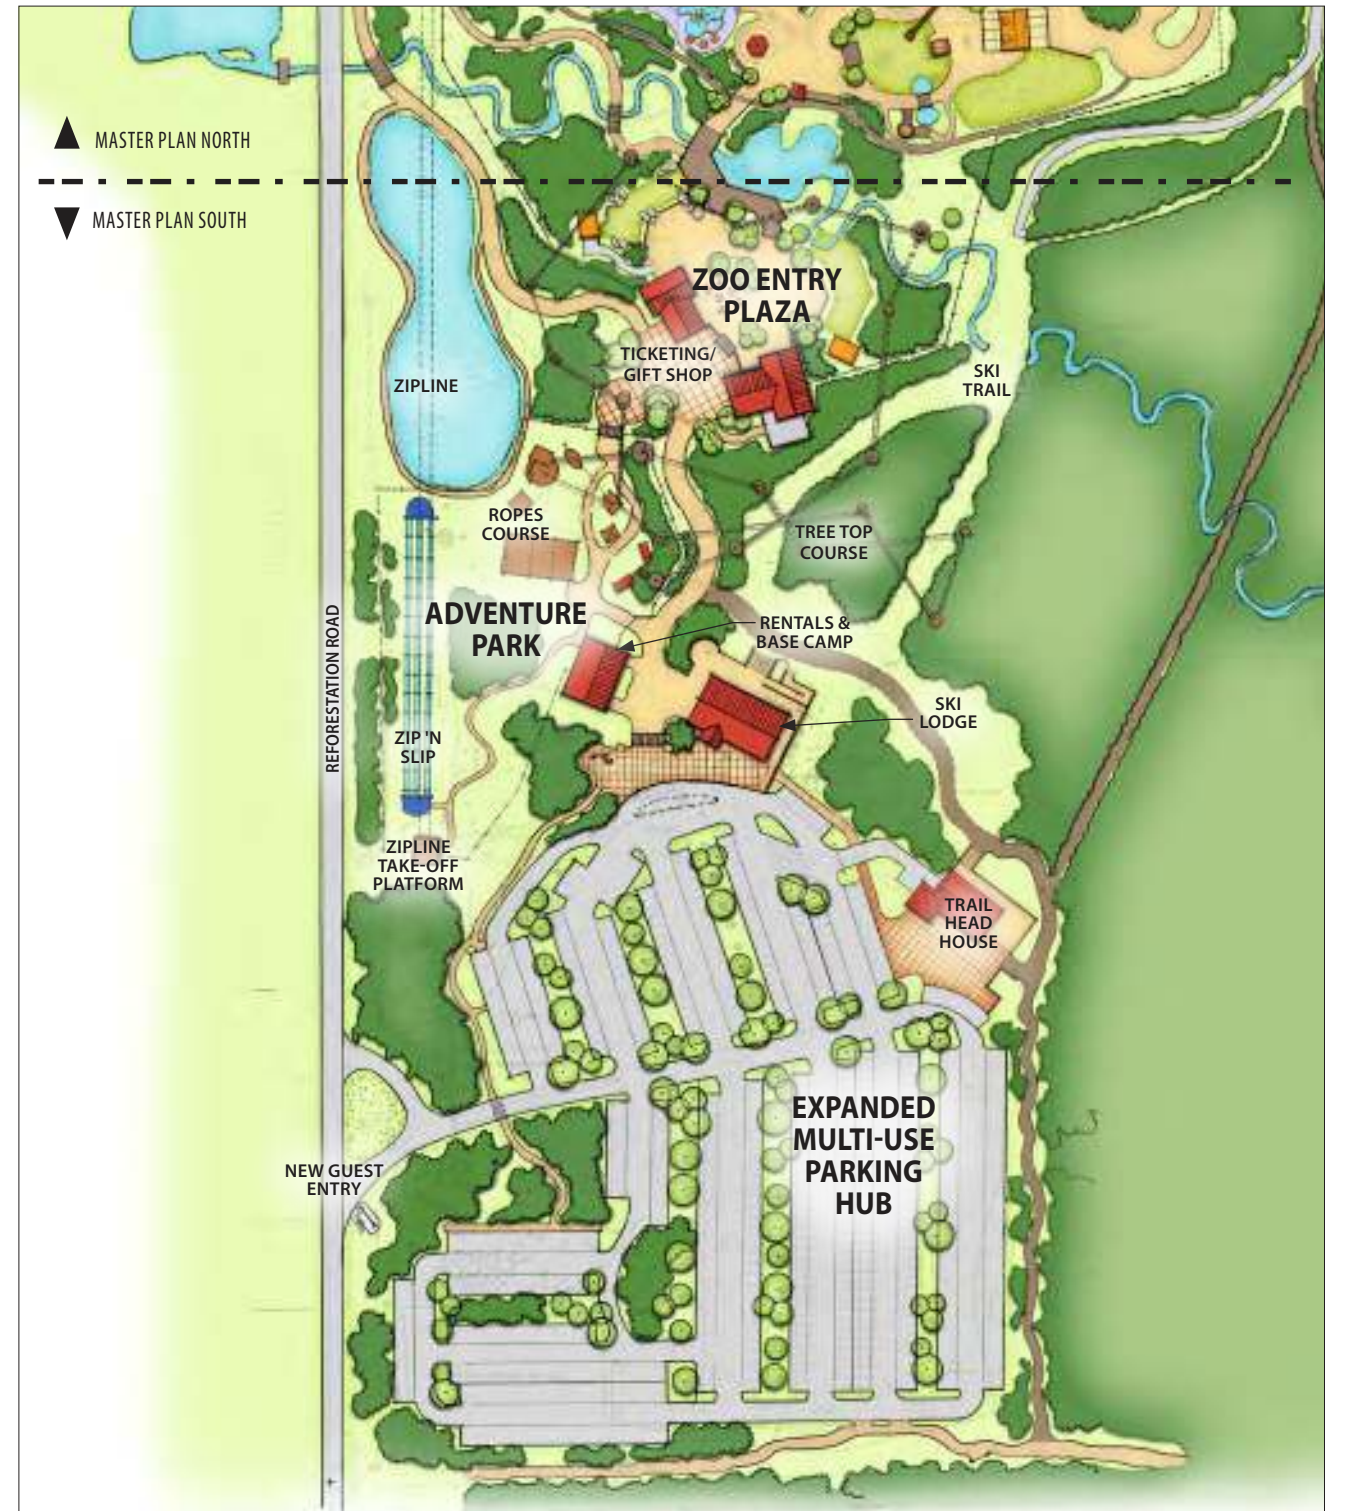 MASTER PLAN NORTH
MASTER PLAN SOUTH
ZOO ENTRY
PLAZA
TICKETING/
GIFT SHOP
SKI
TRAIL
ZIPLINE
ROPES
COURSE
TREE TOP
COURSE
ADVENTURE
PARK
RENTALS &
BASE CAMP
REFORESTATION ROAD
SKI
LODGE
ZIP 'N
SLIP
ZIPLINE
TAKE-OFF
PLATFORM
TRAIL
HEAD
HOUSE
EXPANDED
MULTI-USE
PARKING
HUB
NEW GUEST
ENTRY